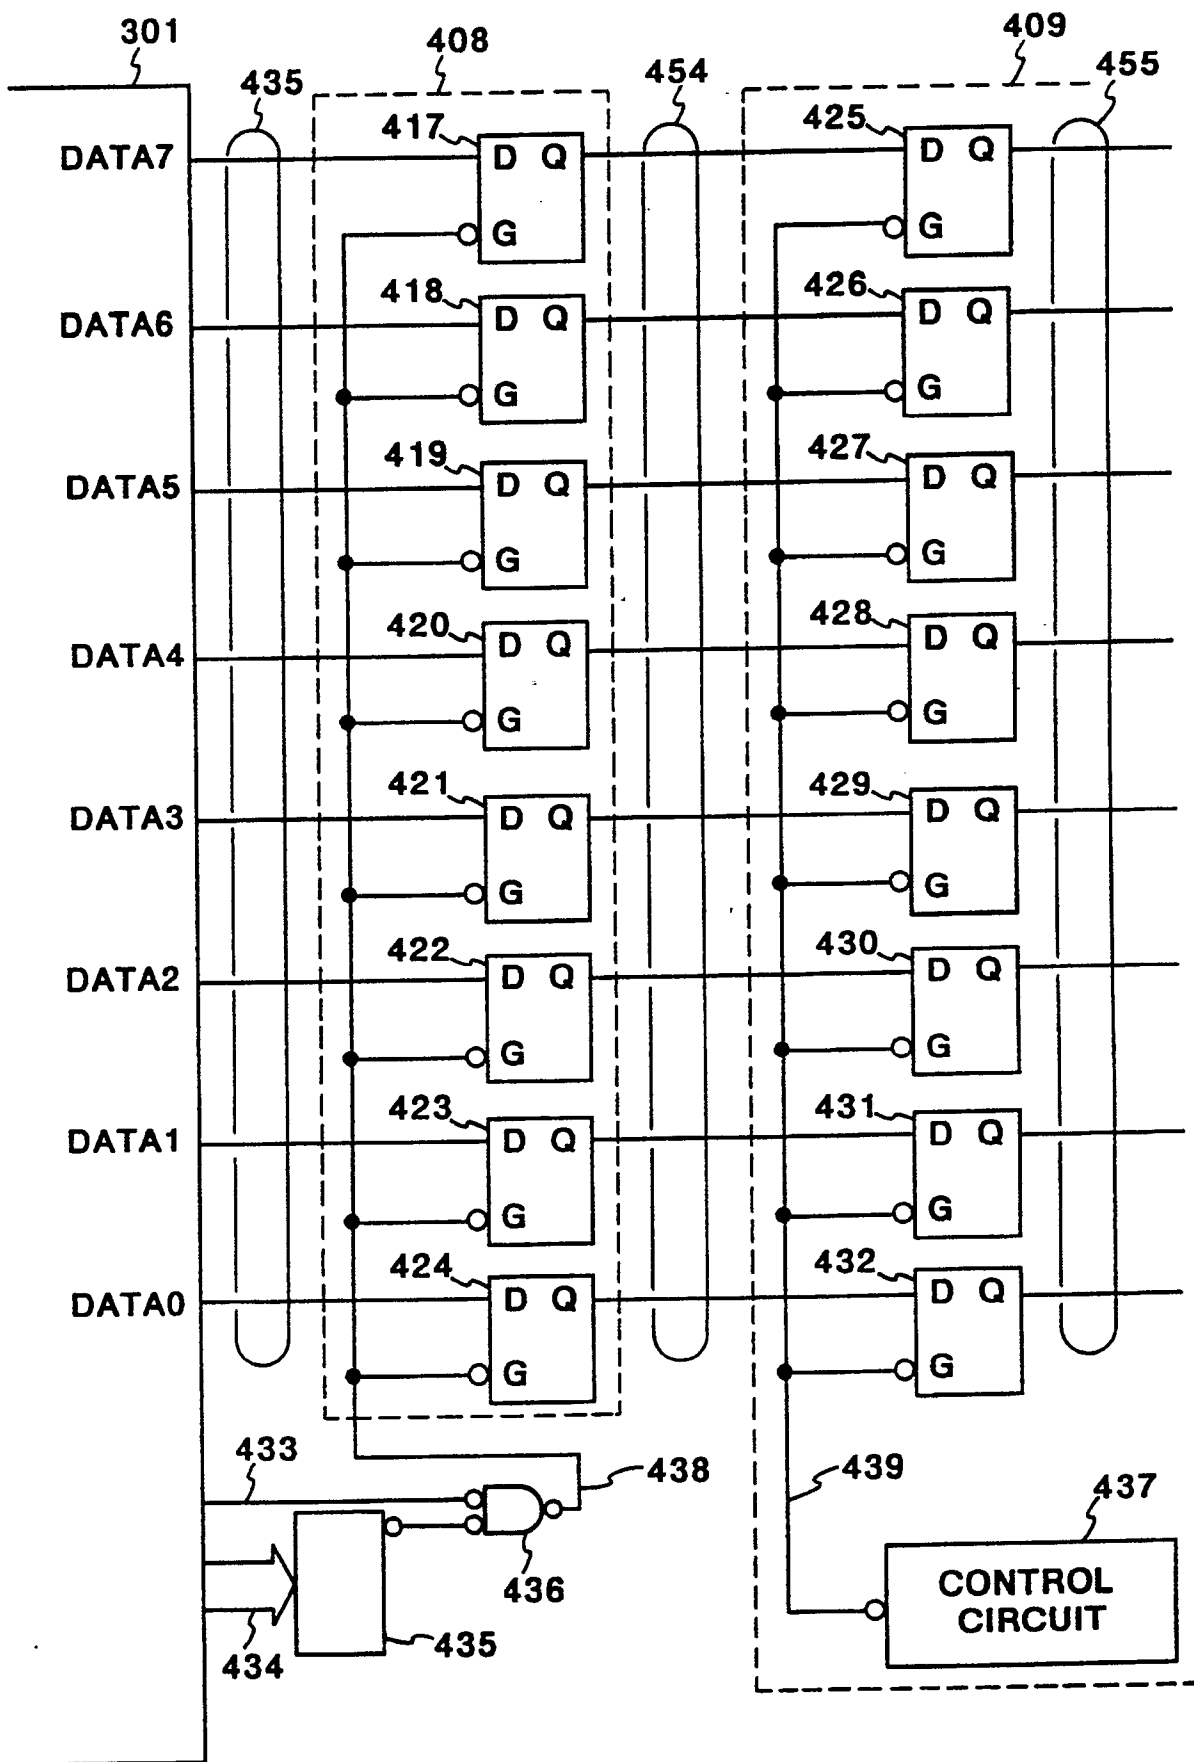 301
408
409
435
454
455
417
425
DATA7
D Q
D Q
G
G
418
426
DATA6
D Q
D Q
G
G
419
427
DATA5
D Q
D Q
G
G
420
428
DATA4
D Q
D Q
G
G
421
429
DATA3
D Q
D Q
G
G
422
430
DATA2
D Q
D Q
G
G
423
431
DATA1
D Q
D Q
G
G
424
432
DATA0
D Q
D Q
G
G
433
438
439
437
436
CONTROL
CIRCUIT
434
435